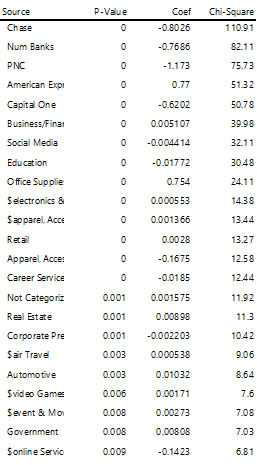 Source P-Value Coef Chi-Square
Chase 0 -0.8026 110.91
Num Banks 0 -0.7686 82.11
PNC 0 -1.173 75.73
American Expr 0 0.77 51.32
Capital One 0 -0.6202 50.78
Business/Finar 0 0.005107 39.98
Social Media 0 -0.004414 32.11
Education 0 -0.01772 30.48
Office Supplie: 0 0.754 24.11
$electronics & 0 0.000553 14.38
$apparel, Acce 0 0.001366 13.44
Retail 0 0.0028 13.27
Apparel, Acces 0 -0.1675 12.58
Career Service 0 -0.0185 12.44
Not Categoriz 0.001 0.001575 11.92
Real Estate 0.001 0.00898 11.3
Corporate Pre 0.001 -0.002203 10.42
$air Travel 0.003 0.000538 9.06
Automotive 0.003 0.01032 8.64
$video Games 0.006 0.00171 7.6
$event & Mov 0.008 0.00273 7.08
Government 0.008 0.00808 7.03
$online Servic 0.009 -0.1423 6.81